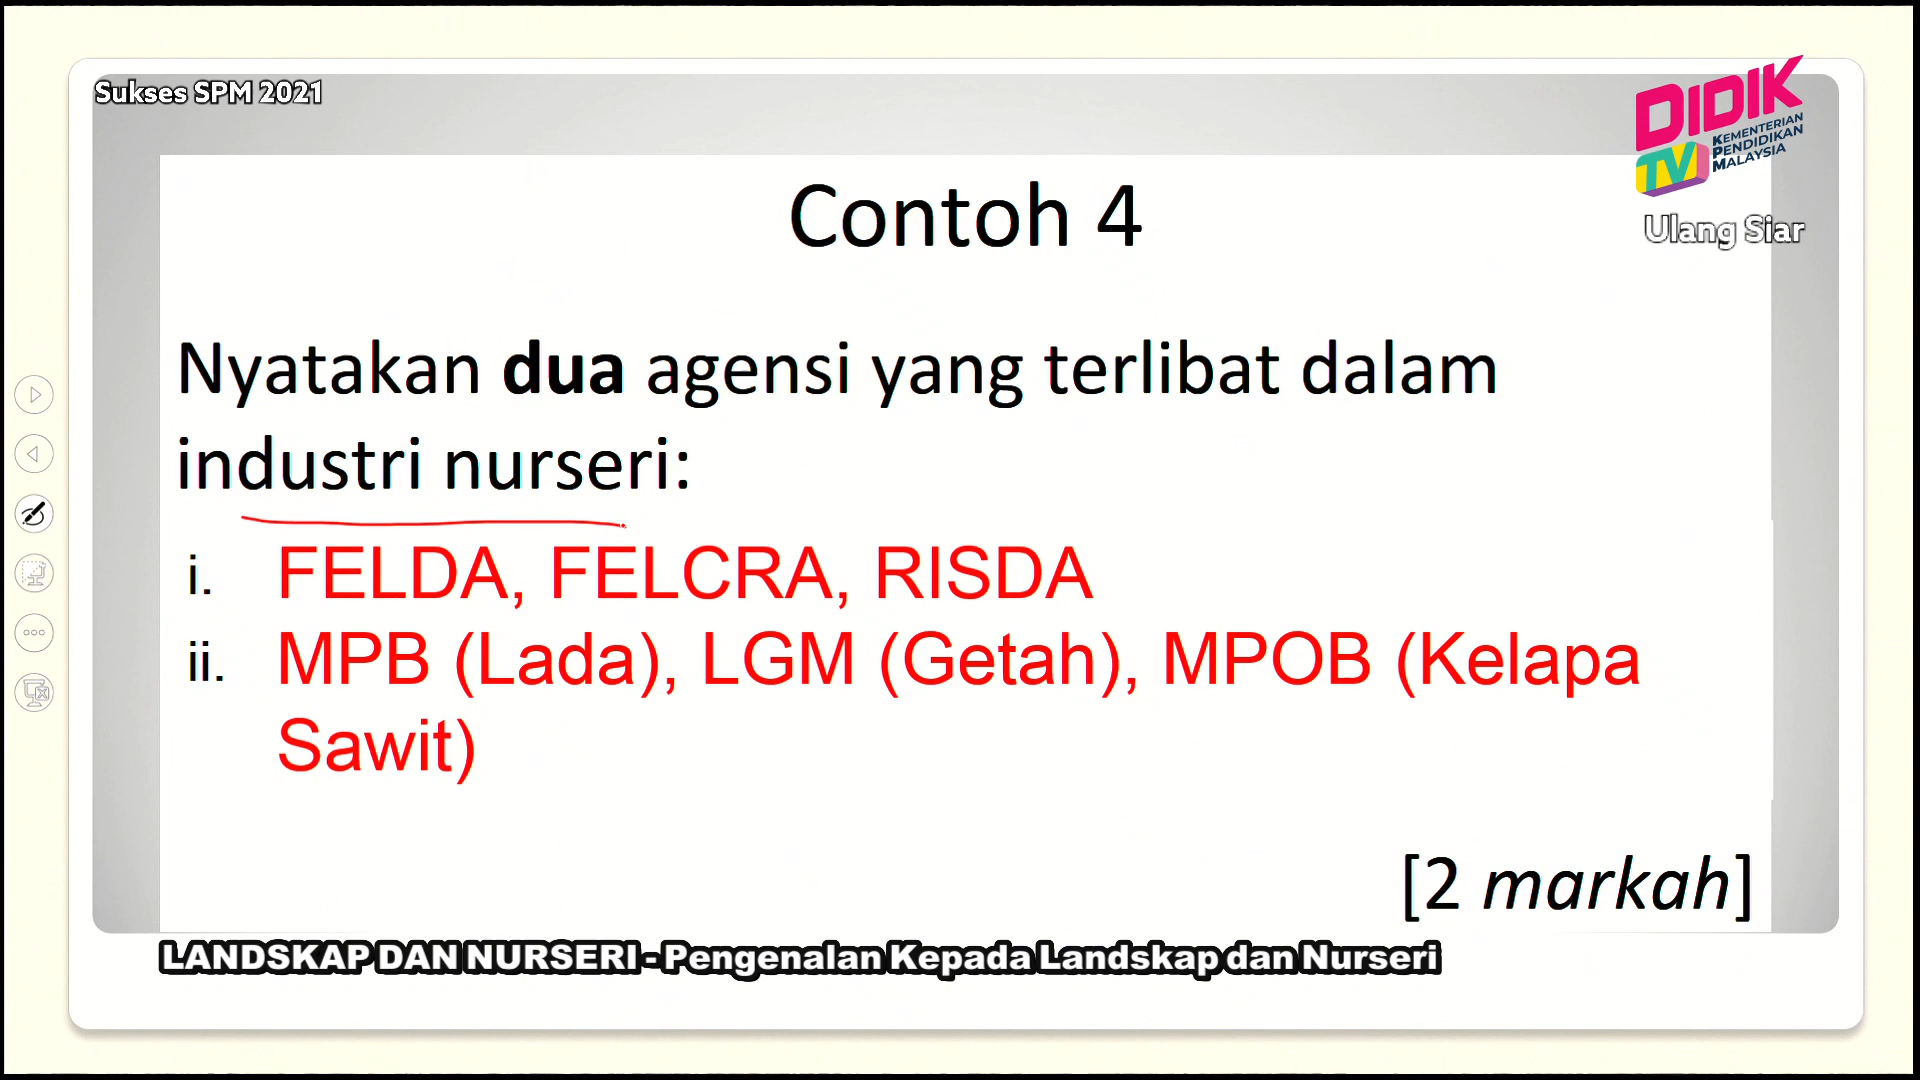 Sukses SPM 2021
DIDIK
TV
KEMENTERIAN
PENDIDIKAN
MALAYSIA
Ulang Siar
Contoh 4
Nyatakan dua agensi yang terlibat dalam
industri nurseri:
i. FELDA, FELCRA, RISDA
ii. MPB (Lada), LGM (Getah), MPOB (Kelapa
Sawit)
[2 markah]
LANDSKAP DAN NURSERI - Pengenalan Kepada Landskap dan Nurseri